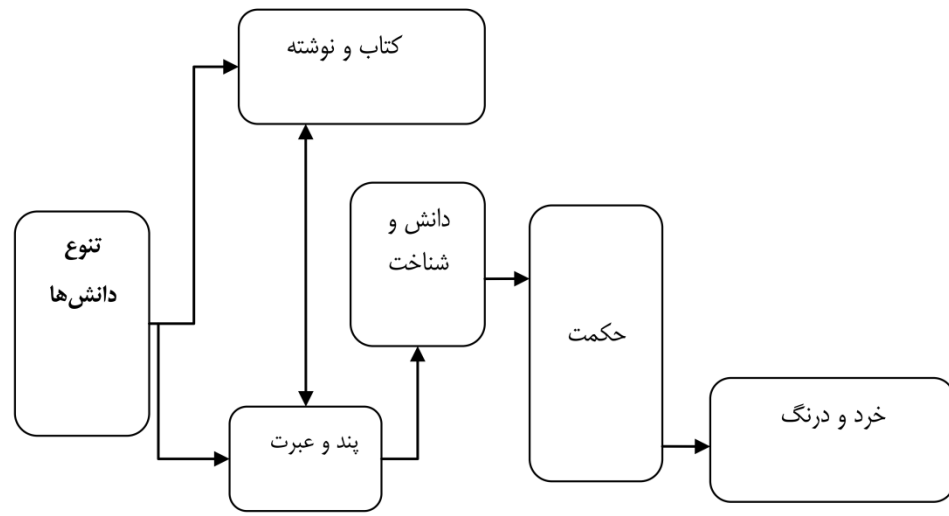 کتاب و نوشته
تنوع
دانش‌ها
دانش و
شناخت
پند و عبرت
حکمت
خرد و درنگ